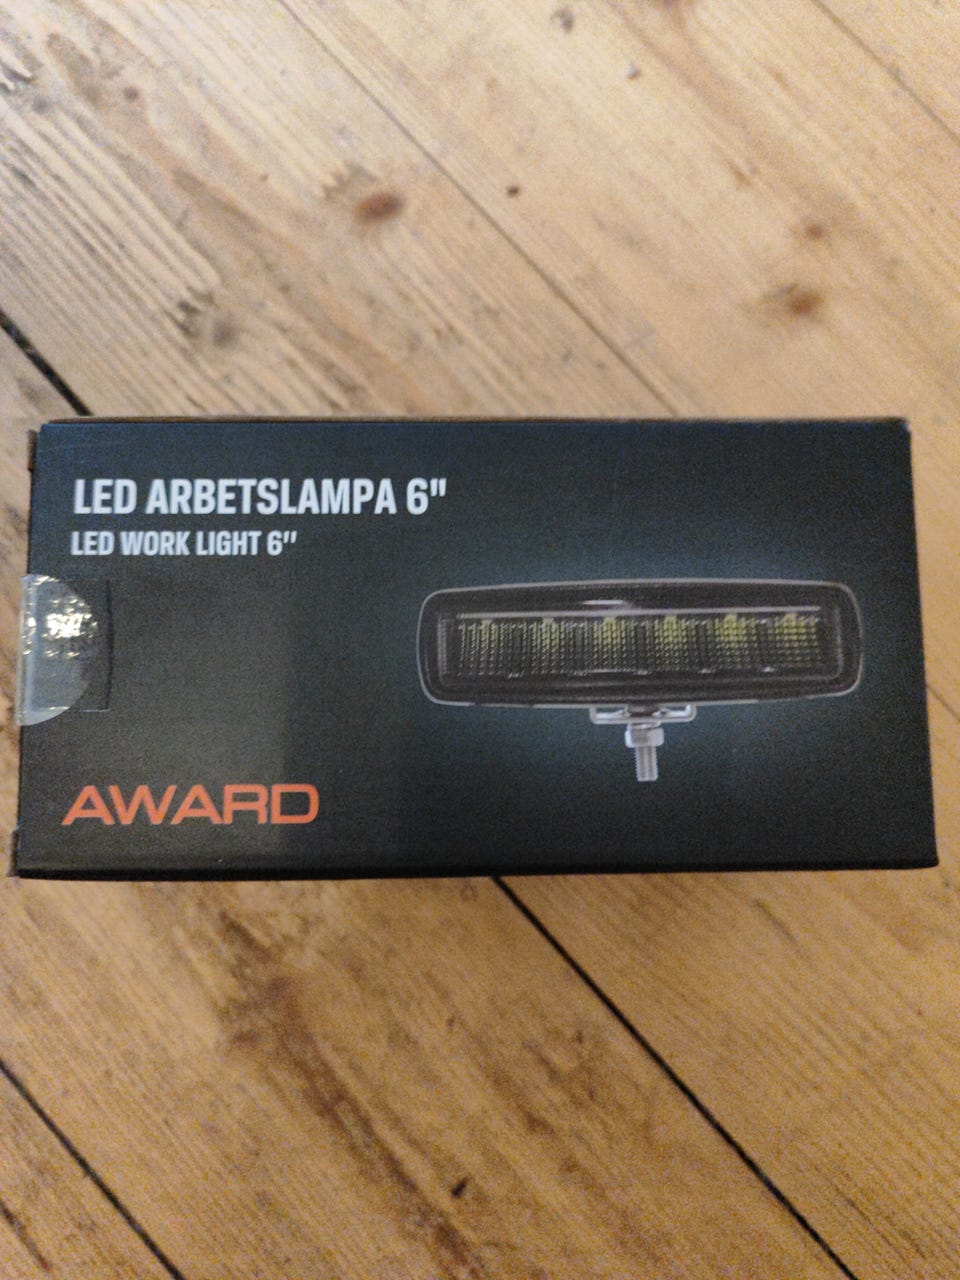 LED ARBETSLAMPA 6"
LED WORK LIGHT 6"
AWARD